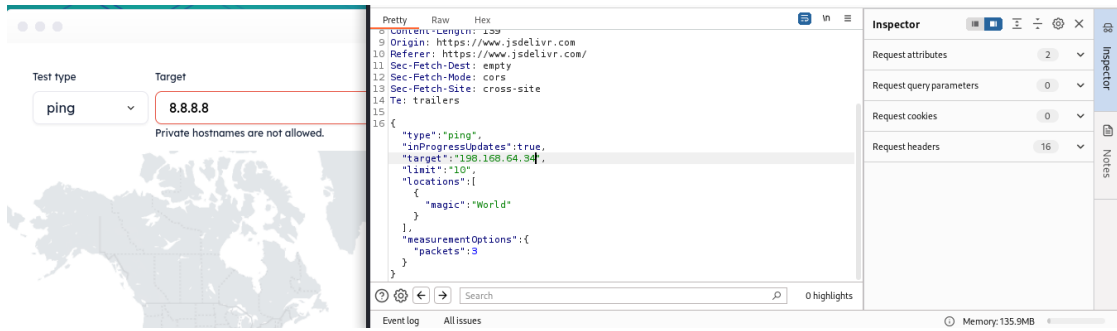 Test type
Target
ping
8.8.8.8
Private hostnames are not allowed.
Pretty Raw Hex
\n
8 Content-Length: 159
9 Origin: https://www.jsdelivr.com
10 Referer: https://www.jsdelivr.com/
11 Sec-Fetch-Dest: empty
12 Sec-Fetch-Mode: cors
13 Sec-Fetch-Site: cross-site
14 Te: trailers
15
16 {
"type":"ping",
"inProgressUpdates":true,
"target":"198.168.64.34",
"limit":"10",
"locations":[
{
"magic":"World"
}
],
"measurementOptions":{
"packets":3
}
}
Search
0 highlights
Event log All issues
Inspector
Request attributes 2
Request query parameters 0
Request cookies 0
Request headers 16
Inspector
Notes
Memory: 135.9MB